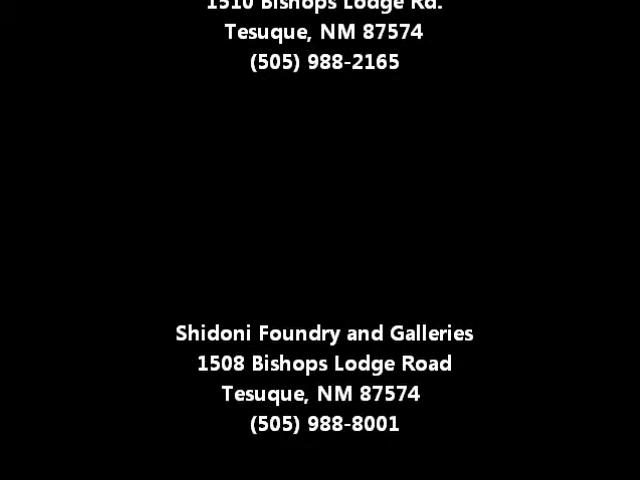 1510 Bishops Lodge Rd.
Tesuque, NM 87574
(505) 988-2165
Shidoni Foundry and Galleries
1508 Bishops Lodge Road
Tesuque, NM 87574
(505) 988-8001